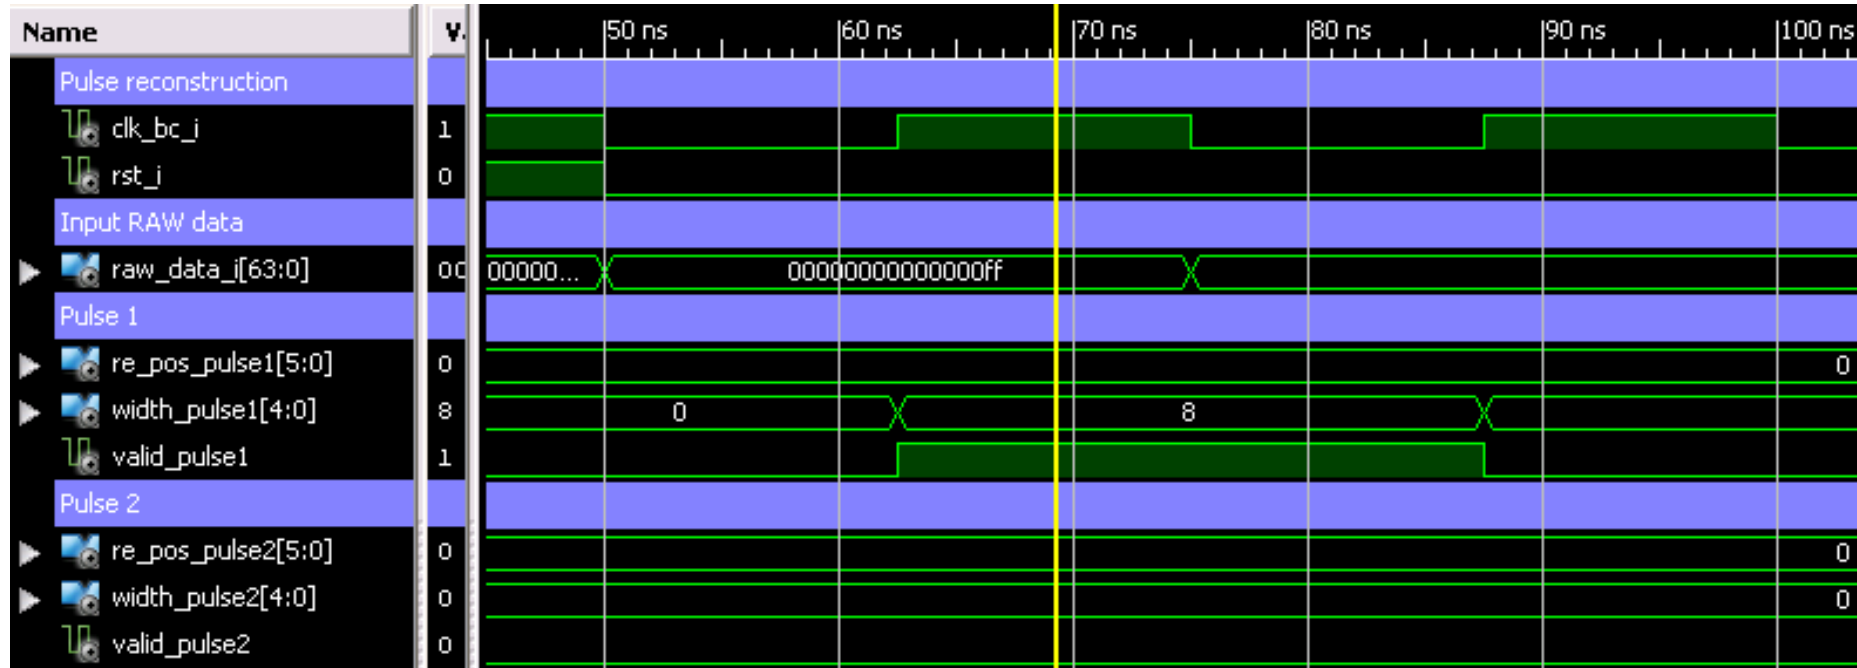 Name V. 50 ns 60 ns 70 ns 80 ns 90 ns 100 ns
Pulse reconstruction
clk_bc_i 1
rst_i 0
Input RAW data
raw_data_i[63:0] 00 00000... 00000000000000ff
Pulse 1
re_pos_pulse1[5:0] 0 0
width_pulse1[4:0] 8 0 8
valid_pulse1 1
Pulse 2
re_pos_pulse2[5:0] 0 0
width_pulse2[4:0] 0 0
valid_pulse2 0